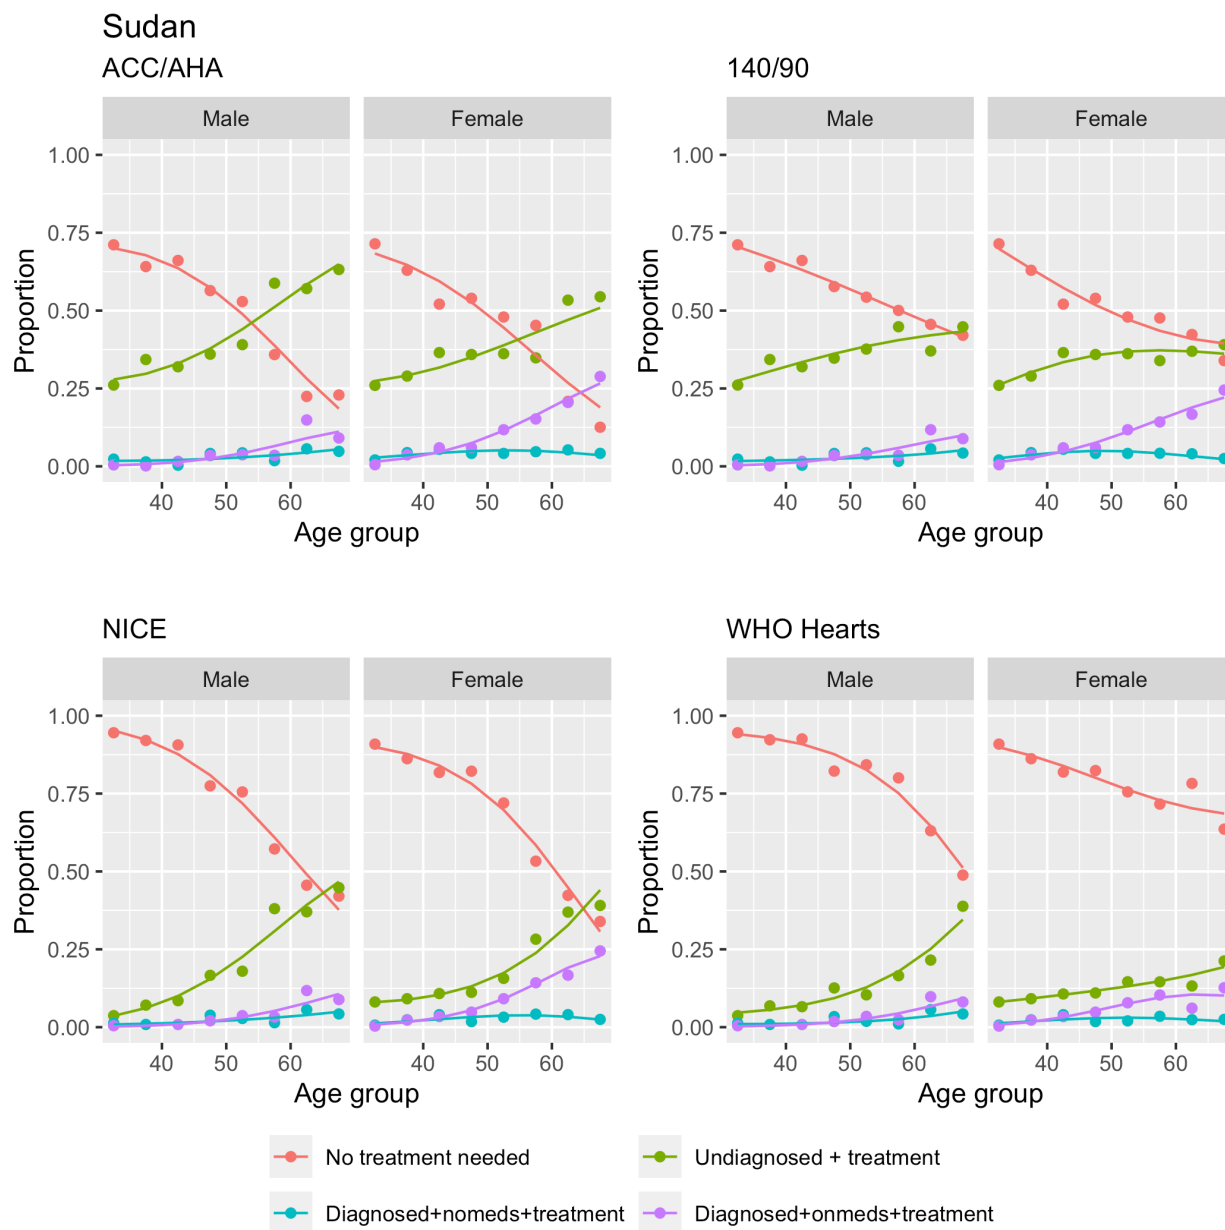 Sudan
ACC/AHA
140/90
Male
Female
Male
Female
1.00
0.75
0.50
0.25
0.00
Proportion
40
50
60
40
50
60
Age group
1.00
0.75
0.50
0.25
0.00
Proportion
40
50
60
40
50
60
Age group
NICE
WHO Hearts
Male
Female
Male
Female
1.00
0.75
0.50
0.25
0.00
Proportion
40
50
60
40
50
60
Age group
1.00
0.75
0.50
0.25
0.00
Proportion
40
50
60
40
50
60
Age group
No treatment needed
Undiagnosed + treatment
Diagnosed+nomeds+treatment
Diagnosed+onmeds+treatment